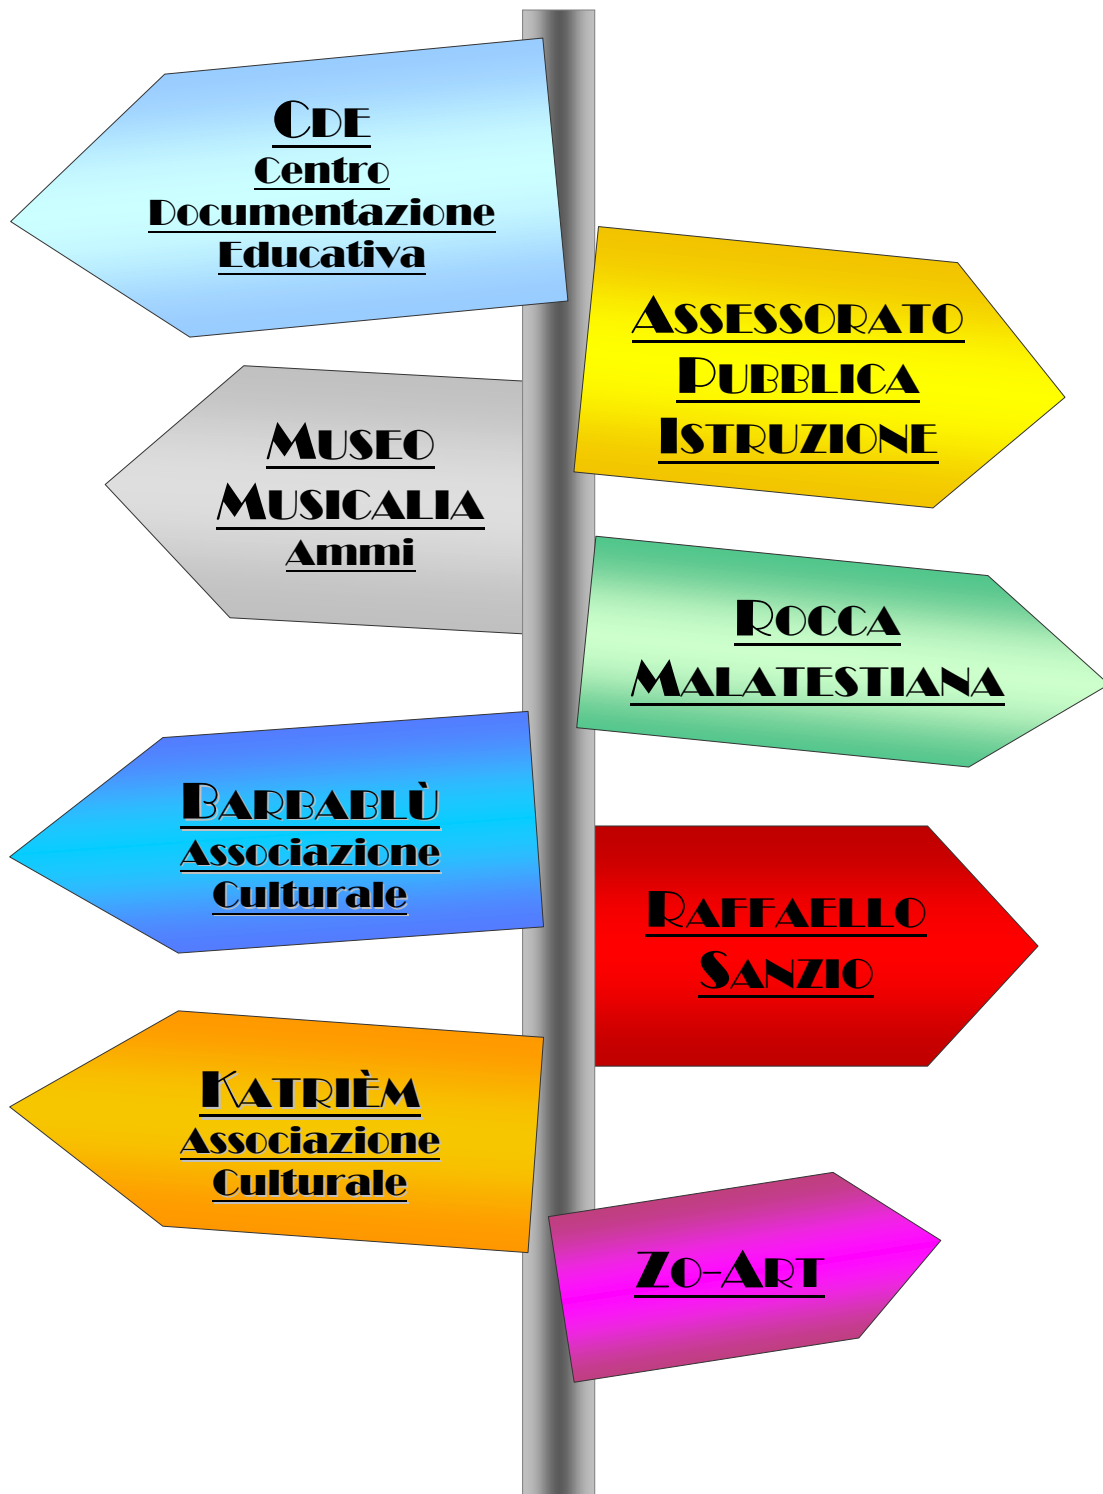 CDE
Centro
Documentazione
Educativa
ASSESSORATO
PUBBLICA
ISTRUZIONE
MUSEO
MUSICALIA
Ammi
ROCCA
MALATESTIANA
BARBABLÙ
Associazione
Culturale
RAFFAELLO
SANZIO
KATRIÈM
Associazione
Culturale
ZO-ART